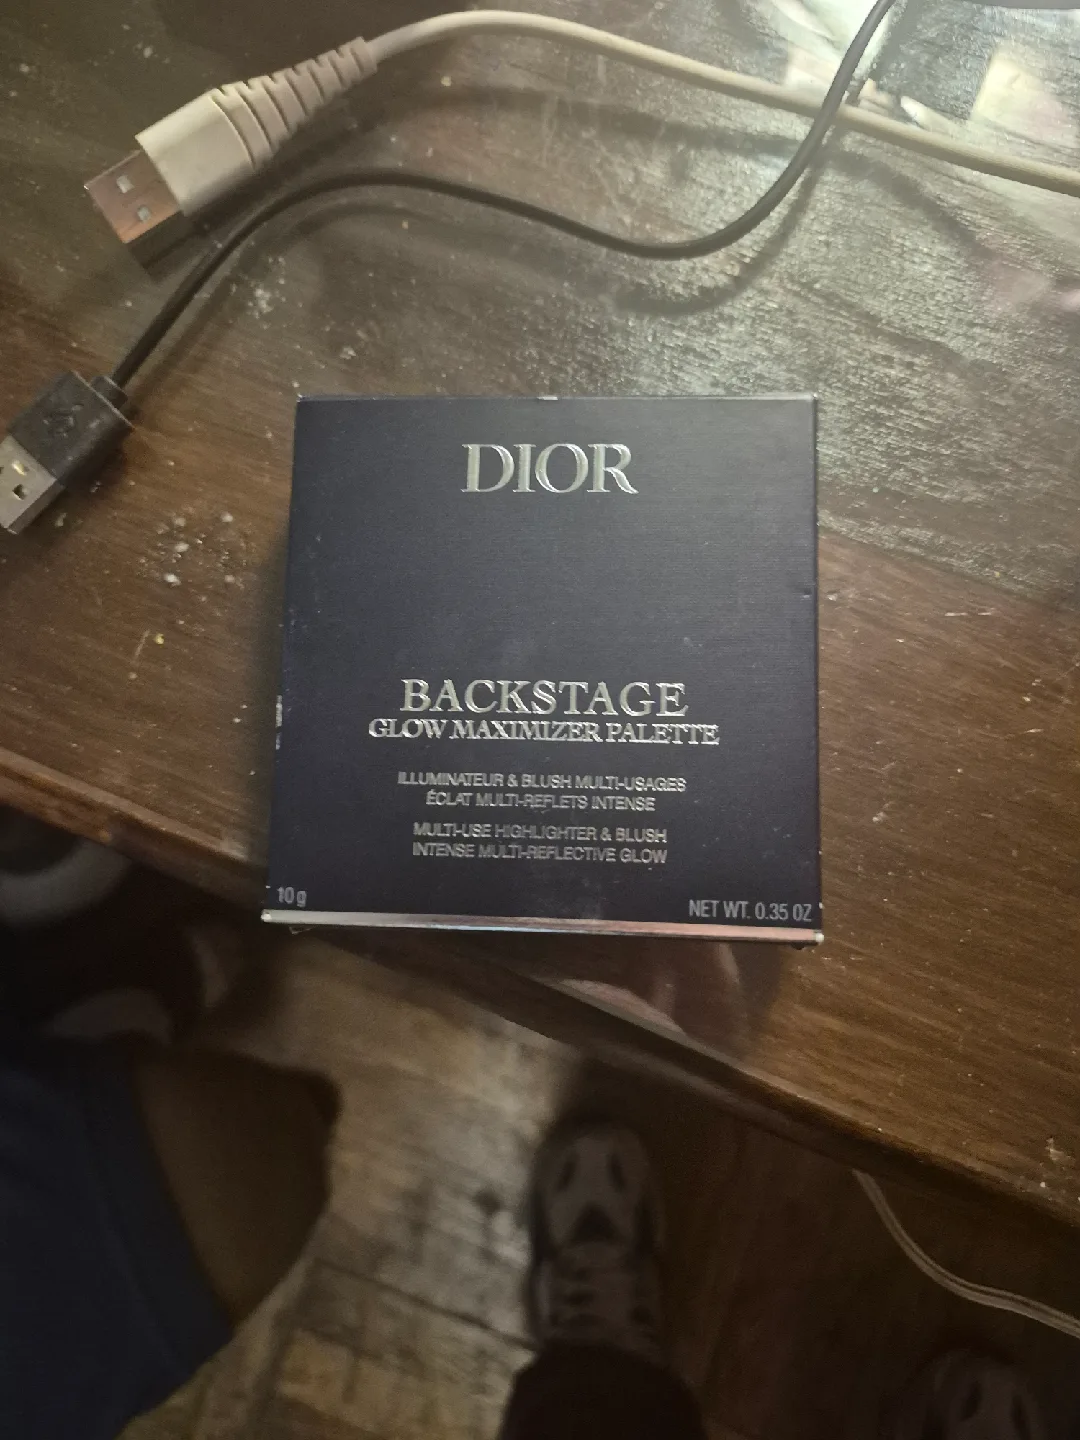 DIOR
BACKSTAGE
GLOW MAXIMIZER PALETTE
ILLUMINATEUR & BLUSH MULTI-USAGES
ÉCLAT MULTI-REFLETS INTENSE
MULTI-USE HIGHLIGHTER & BLUSH
INTENSE MULTI-REFLECTIVE GLOW
10 g
NET WT. 0.35 OZ